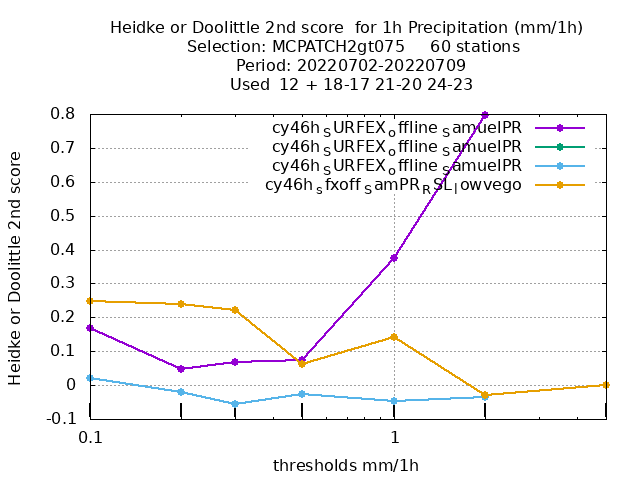 Heidke or Doolittle 2nd score  for 1h Precipitation (mm/1h)
Selection: MCPATCH2gt075     60 stations
Period: 20220702-20220709
Used  12 + 18-17 21-20 24-23
0.8
0.7
0.6
0.5
0.4
0.3
0.2
0.1
0
-0.1
Heidke or Doolittle 2nd score
cy46h_SURFEX_offline_SamuelPR
cy46h_SURFEX_offline_SamuelPR
cy46h_SURFEX_offline_SamuelPR
cy46h_sfxoff_SamPR_RSL_lowvego
0.1
1
thresholds mm/1h